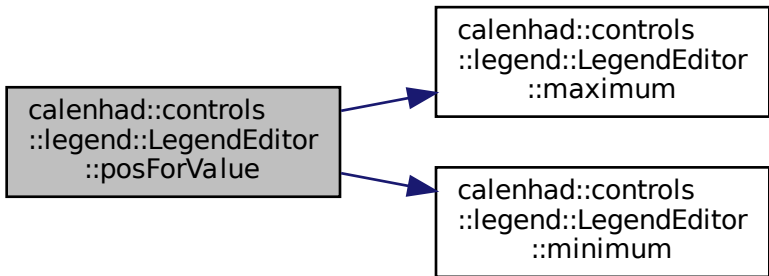 calenhad::controls
::legend::LegendEditor
::posForValue
calenhad::controls
::legend::LegendEditor
::maximum
calenhad::controls
::legend::LegendEditor
::minimum